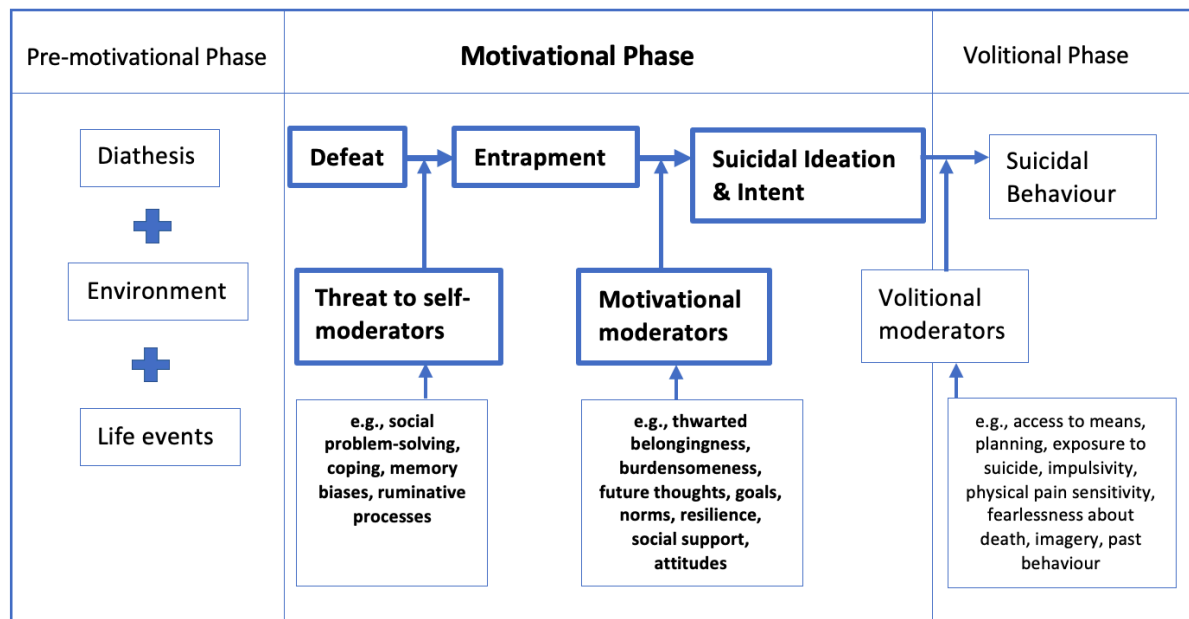 Pre-motivational Phase
Motivational Phase
Volitional Phase
Diathesis
Environment
Life events
Defeat
Entrapment
Suicidal Ideation
& Intent
Suicidal
Behaviour
Threat to self-
moderators
Motivational
moderators
Volitional
moderators
e.g., social
problem-solving,
coping, memory
biases, ruminative
processes
e.g., thwarted
belongingness,
burdensomeness,
future thoughts, goals,
norms, resilience,
social support,
attitudes
e.g., access to means,
planning, exposure to
suicide, impulsivity,
physical pain sensitivity,
fearlessness about
death, imagery, past
behaviour